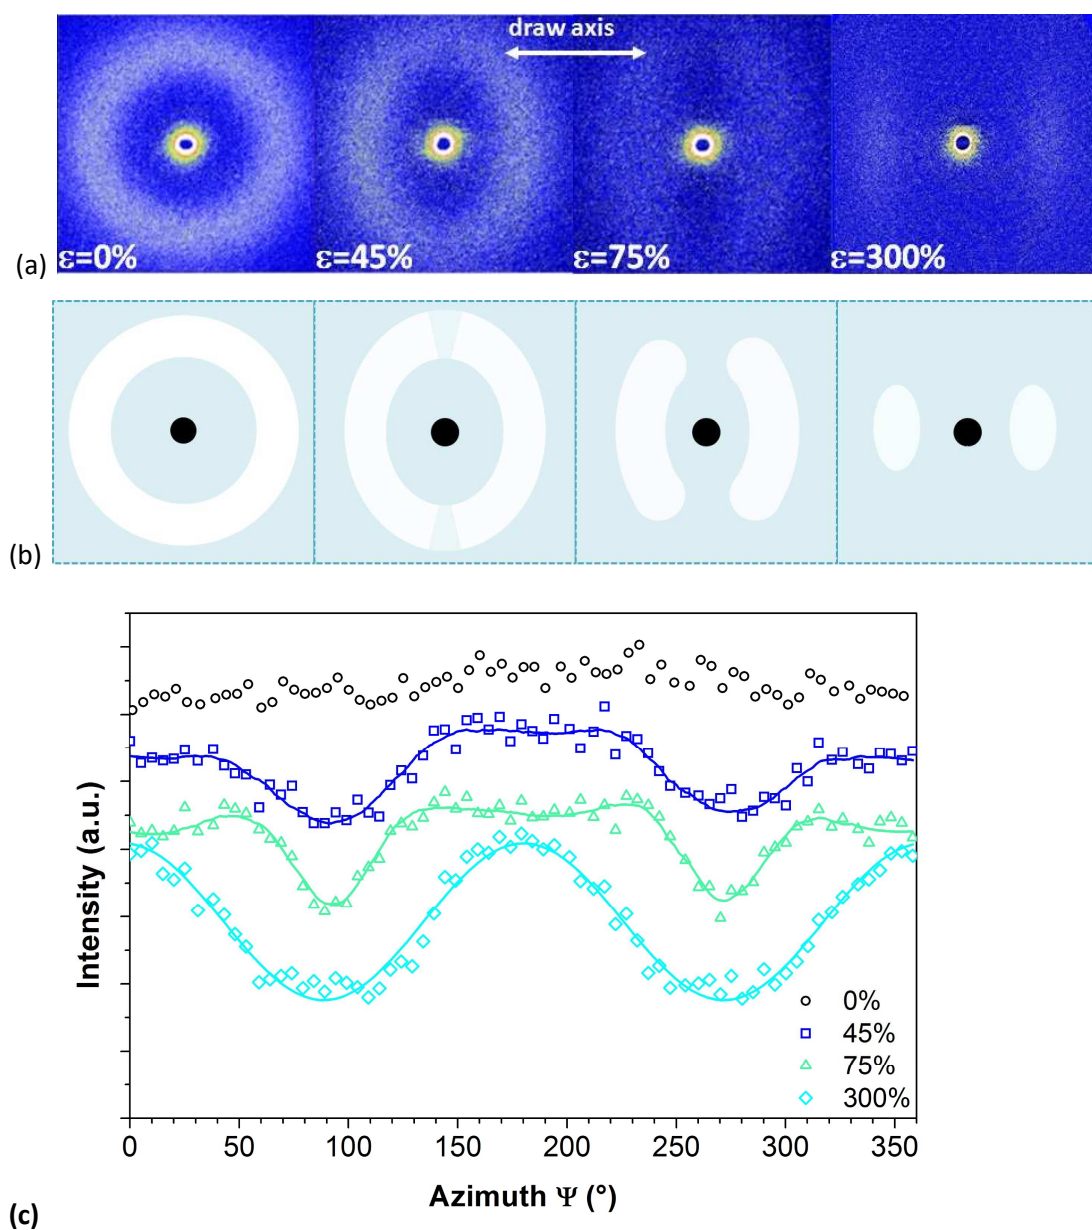 draw axis
(a)
ε=0%
ε=45%
ε=75%
ε=300%
(b)
Intensity (a.u.)
0%
45%
75%
300%
0 50 100 150 200 250 300 350
Azimuth Ψ (°)
(c)